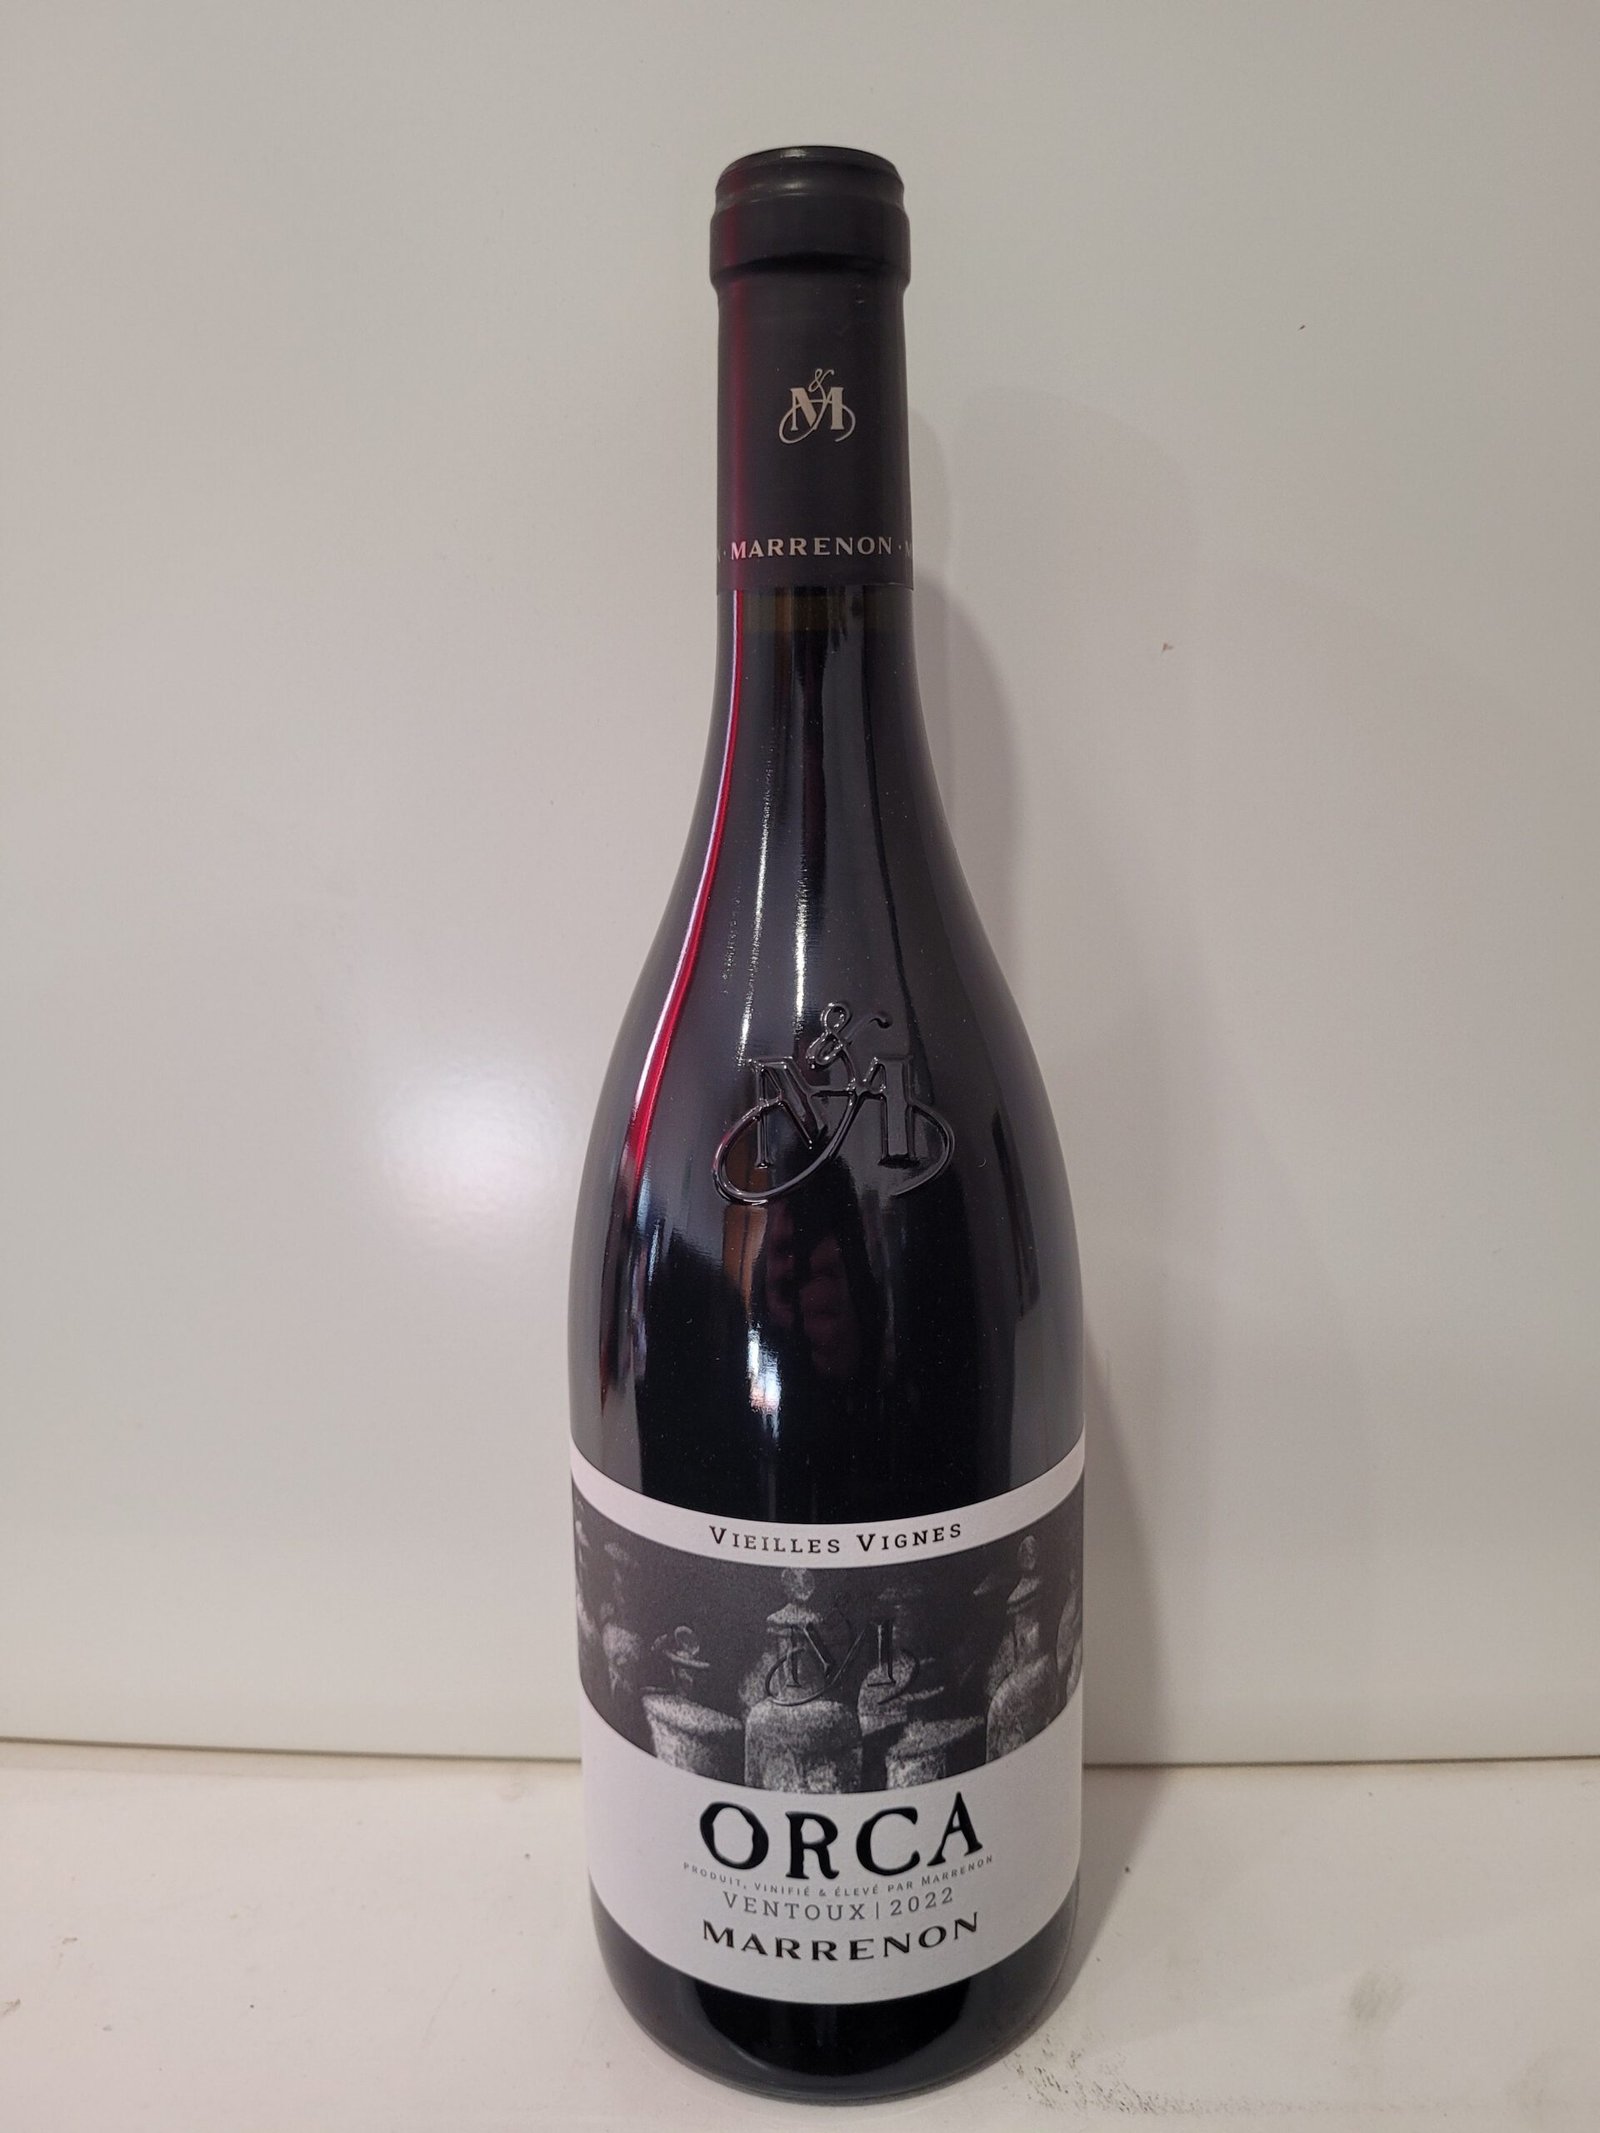 M&
MARRENON
M&
VIEILLES VIGNES
M&
ORCA
PRODUIT, VINIFIÉ & ÉLEVÉ PAR MARRENON
VENTOUX | 2022
MARRENON